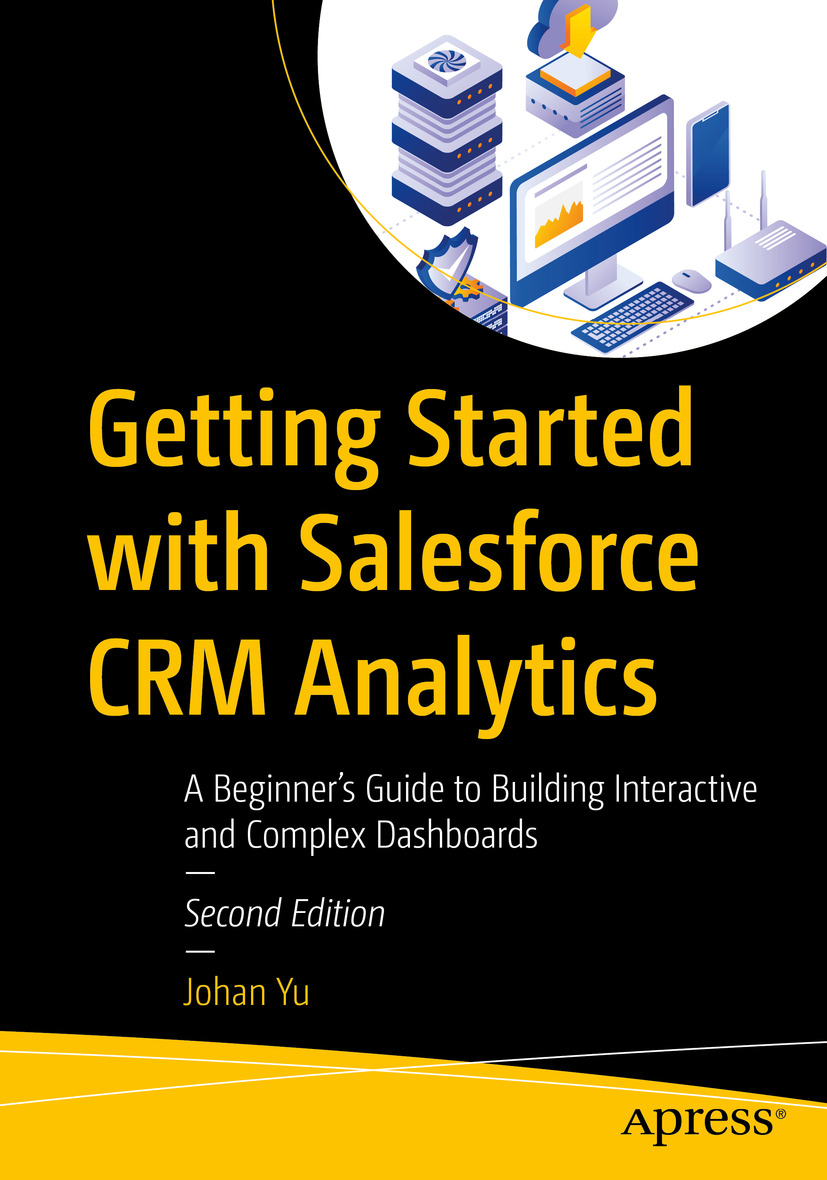 Getting Started
with Salesforce
CRM Analytics
A Beginner’s Guide to Building Interactive
and Complex Dashboards
—
Second Edition
—
Johan Yu
Apress®